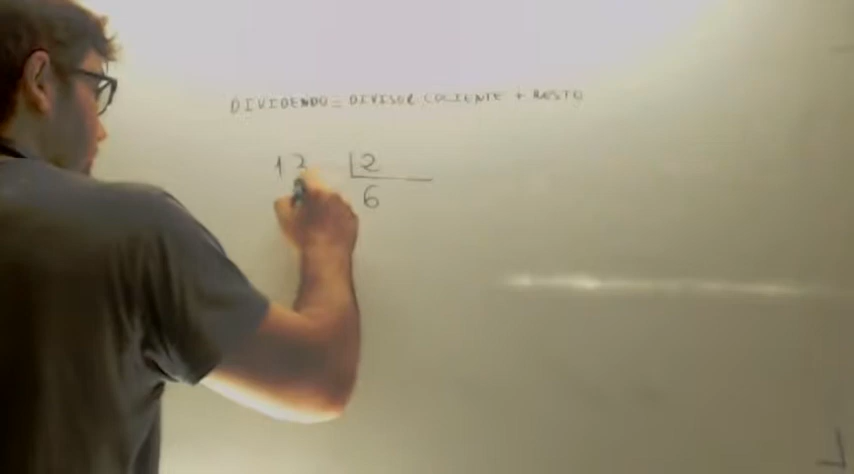 DIVIDENDO = DIVISOR COCIENTE + RESTO
12 2
6